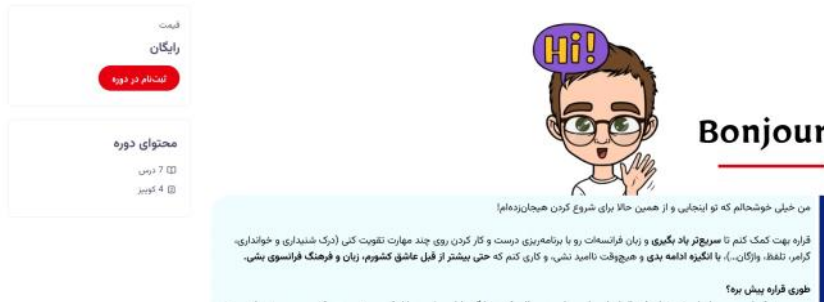 قیمت
رایگان
ثبت‌نام در دوره
محتوای دوره
7 درس
4 کوییز
Hi!
Bonjour
من خیلی خوشحالم که تو اینجایی و از همین حالا برای شروع کردن هیجان‌زده‌ام!
قراره بهت کمک کنم تا سریع‌تر یاد بگیری و زبان فرانسه‌ات رو با برنامه‌ریزی درست و کار کردن روی چند مهارت تقویت کنی (درک شنیداری و خوانداری،
گرامر، تلفظ، واژگان...)، با انگیزه ادامه بدی و هیچوقت ناامید نشی، و کاری کنم که حتی بیشتر از قبل عاشق کشورم، زبان و فرهنگ فرانسوی بشی.
طوری قراره پیش بره؟